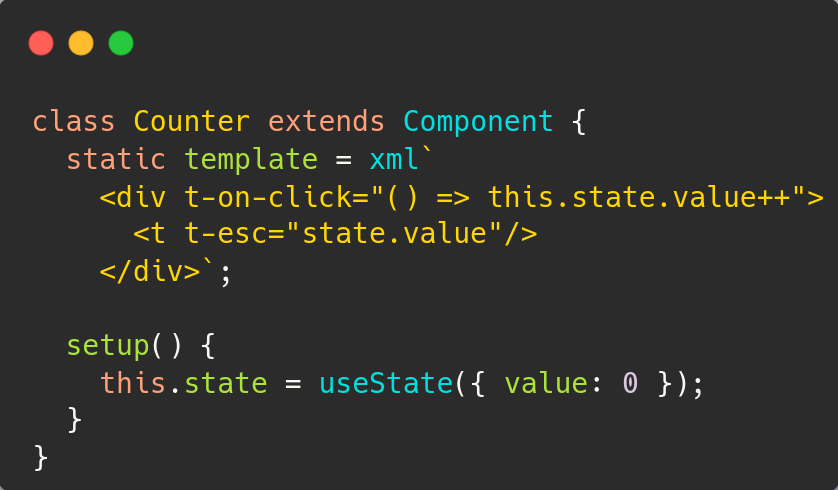 class Counter extends Component {
  static template = xml`
    <div t-on-click="() => this.state.value++">
      <t t-esc="state.value"/>
    </div>`;

  setup() {
    this.state = useState({ value: 0 });
  }
}